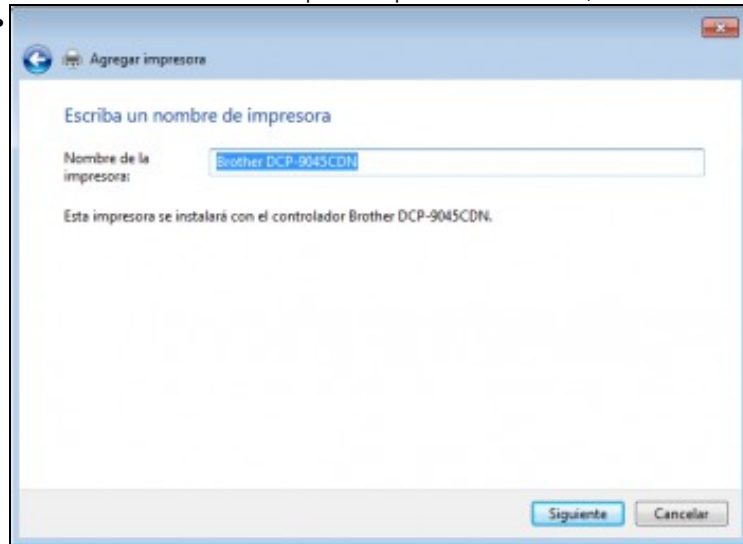 Agregar impresora
Escriba un nombre de impresora
Nombre de la
impresora:
Brother DCP-9045CDN
Esta impresora se instalará con el controlador Brother DCP-9045CDN.
Siguiente
Cancelar